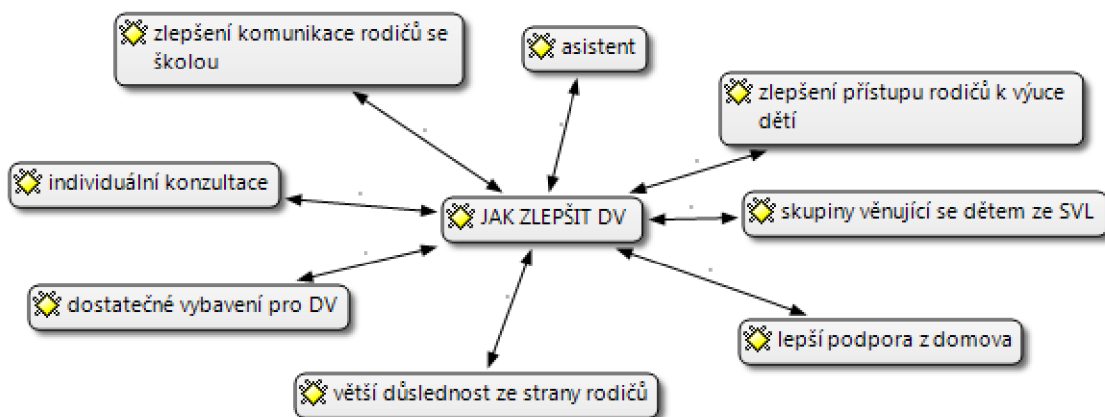 zlepšení komunikace rodičů se
školou
asistent
zlepšení přístupu rodičů k výuce
dětí
individuální konzultace
JAK ZLEPŠIT DV
skupiny věnující se dětem ze SVL
dostatečné vybavení pro DV
lepší podpora z domova
větší důslednost ze strany rodičů